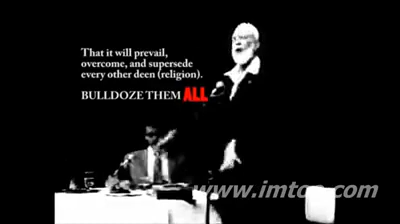 That it will prevail,
overcome, and supersede
every other deen (religion).
BULLDOZE THEM ALL